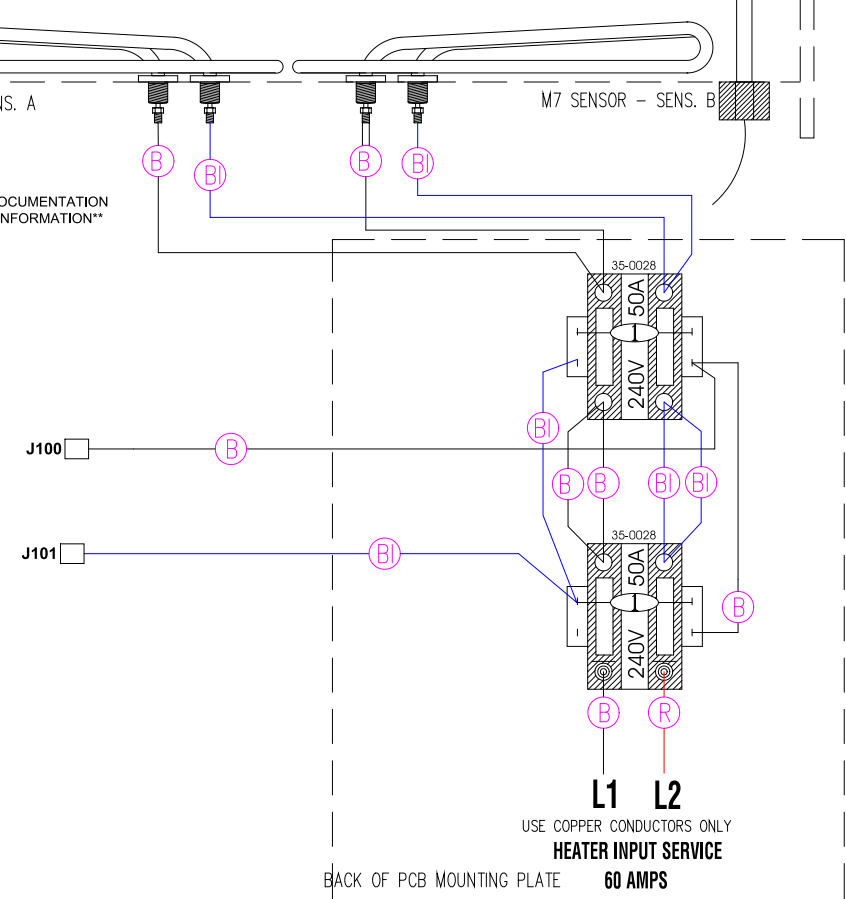 NS. A
M7 SENSOR - SENS. B
B
BI
B
BI
OCUMENTATION
NFORMATION**
35-0028
50A
1
240V
BI
J100
B
B
B
BI
BI
35-0028
J101
BI
50A
1
B
240V
B
R
L1 L2
USE COPPER CONDUCTORS ONLY
HEATER INPUT SERVICE
BACK OF PCB MOUNTING PLATE
60 AMPS